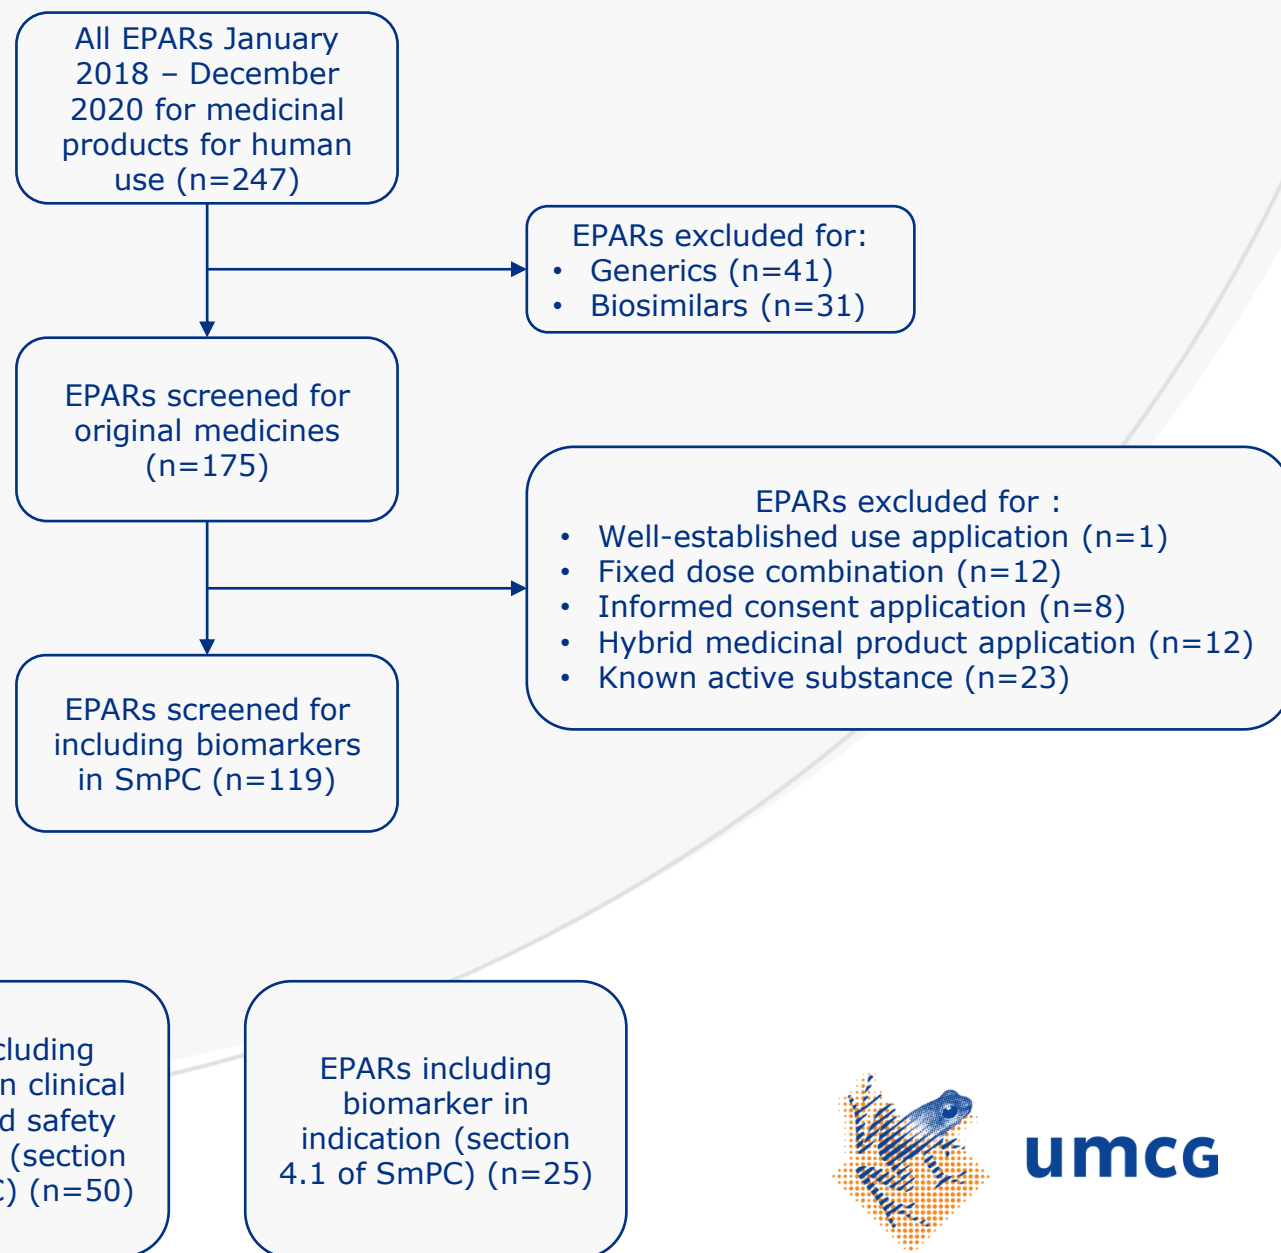 All EPARs January
2018 – December
2020 for medicinal
products for human
use (n=247)
EPARs excluded for:
• Generics (n=41)
• Biosimilars (n=31)
EPARs screened for
original medicines
(n=175)
EPARs excluded for :
• Well-established use application (n=1)
• Fixed dose combination (n=12)
• Informed consent application (n=8)
• Hybrid medicinal product application (n=12)
• Known active substance (n=23)
EPARs screened for
including biomarkers
in SmPC (n=119)
clinical
safety
(section
(n=50)
EPARs including
biomarker in
indication (section
4.1 of SmPC) (n=25)
umcg